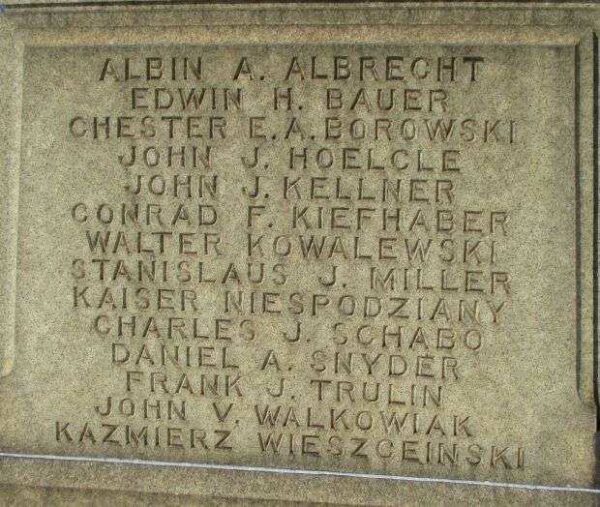 ALBIN A. ALBRECHT
EDWIN H. BAUER
CHESTER E.A. BOROWSKI
JOHN J. HOELCLE
JOHN J. KELLNER
CONRAD F. KIEFHABER
WALTER KOWALEWSKI
STANISLAUS J. MILLER
KAISER NIESPODZIANY
CHARLES J. SCHABO
DANIEL A. SNYDER
FRANK J. TRULIN
JOHN V. WALKOWIAK
KAZMIERZ WIESZCEINSKI